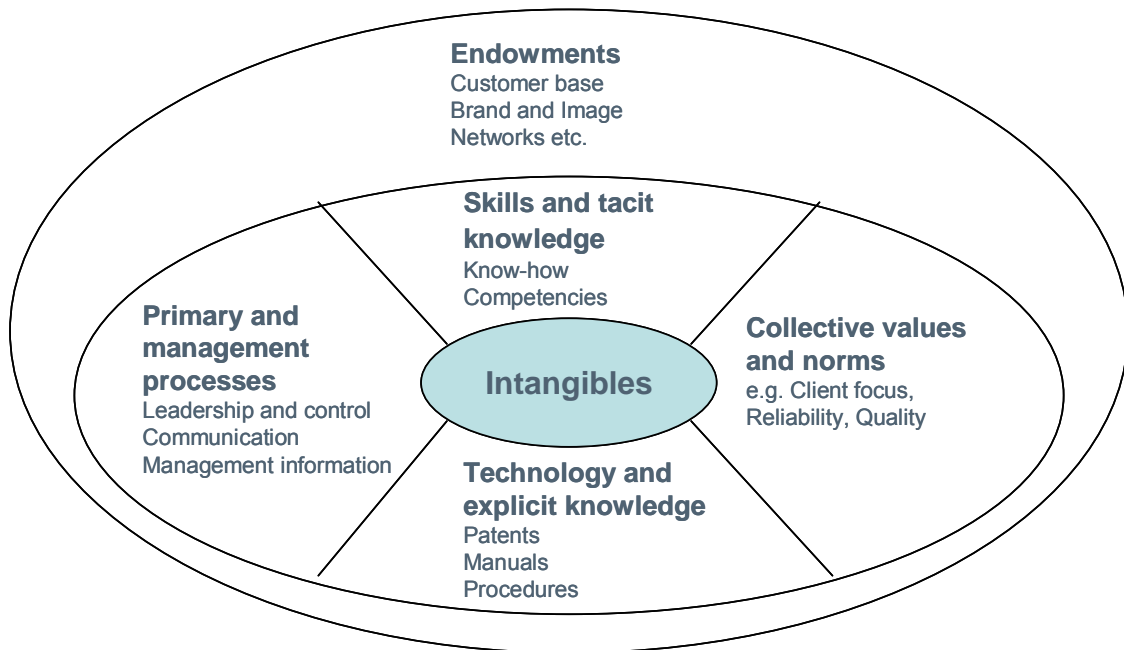 Endowments
Customer base
Brand and Image
Networks etc.
Skills and tacit
knowledge
Know-how
Competencies
Primary and
management
processes
Leadership and control
Communication
Management information
Intangibles
Collective values
and norms
e.g. Client focus,
Reliability, Quality
Technology and
explicit knowledge
Patents
Manuals
Procedures